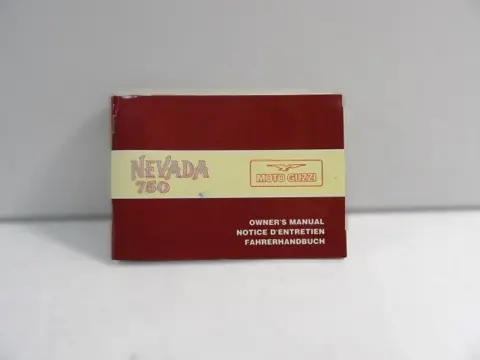 NEVADA
750
MOTO GUZZI
OWNER'S MANUAL
NOTICE D'ENTRETIEN
FAHRERHANDBUCH